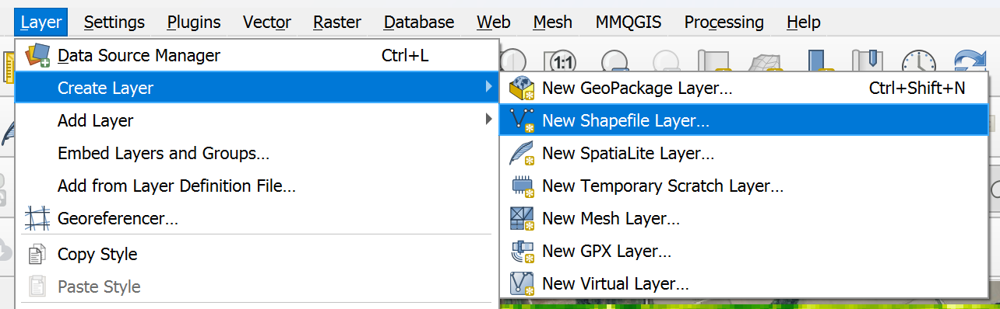 Layer Settings Plugins Vector Raster Database Web Mesh MMQGIS Processing Help
1:1
Data Source Manager Ctrl+L
Create Layer
Add Layer
Embed Layers and Groups...
Add from Layer Definition File...
Georeferencer...
Copy Style
Paste Style
New GeoPackage Layer... Ctrl+Shift+N
New Shapefile Layer...
New SpatiaLite Layer...
New Temporary Scratch Layer...
New Mesh Layer...
New GPX Layer...
New Virtual Layer...